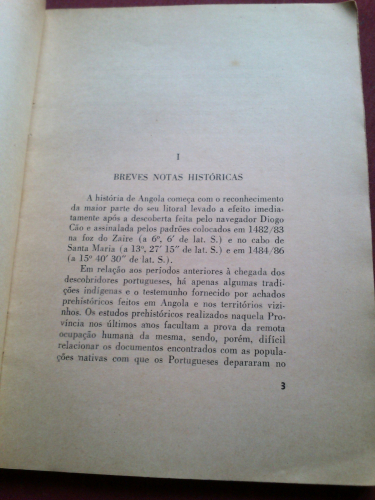 I
BREVES NOTAS HISTÓRICAS
A história de Angola começa com o reconhecimento
da maior parte do seu litoral levado a efeito imedia-
tamente após a descoberta feita pelo navegador Diogo
Cão e assinalada pelos padrões colocados em 1482/83
na foz do Zaire (a 6º, 6' de lat. S.) e no cabo de
Santa Maria (a 13º, 27' 15" de lat. S.) e em 1484/86
(a 15º 40' 30" de lat. S.).
Em relação aos períodos anteriores à chegada dos
descobridores portugueses, há apenas algumas tradi-
ções indígenas e o testemunho fornecido por achados
prehistóricos feitos em Angola e nos territórios vizi-
nhos. Os estudos prehistóricos realizados naquela Pro-
víncia nos últimos anos facultam a prova da remota
ocupação humana da mesma, sendo, porém, difícil
relacionar os documentos encontrados com as popula-
ções nativas com que os Portugueses depararam no
3